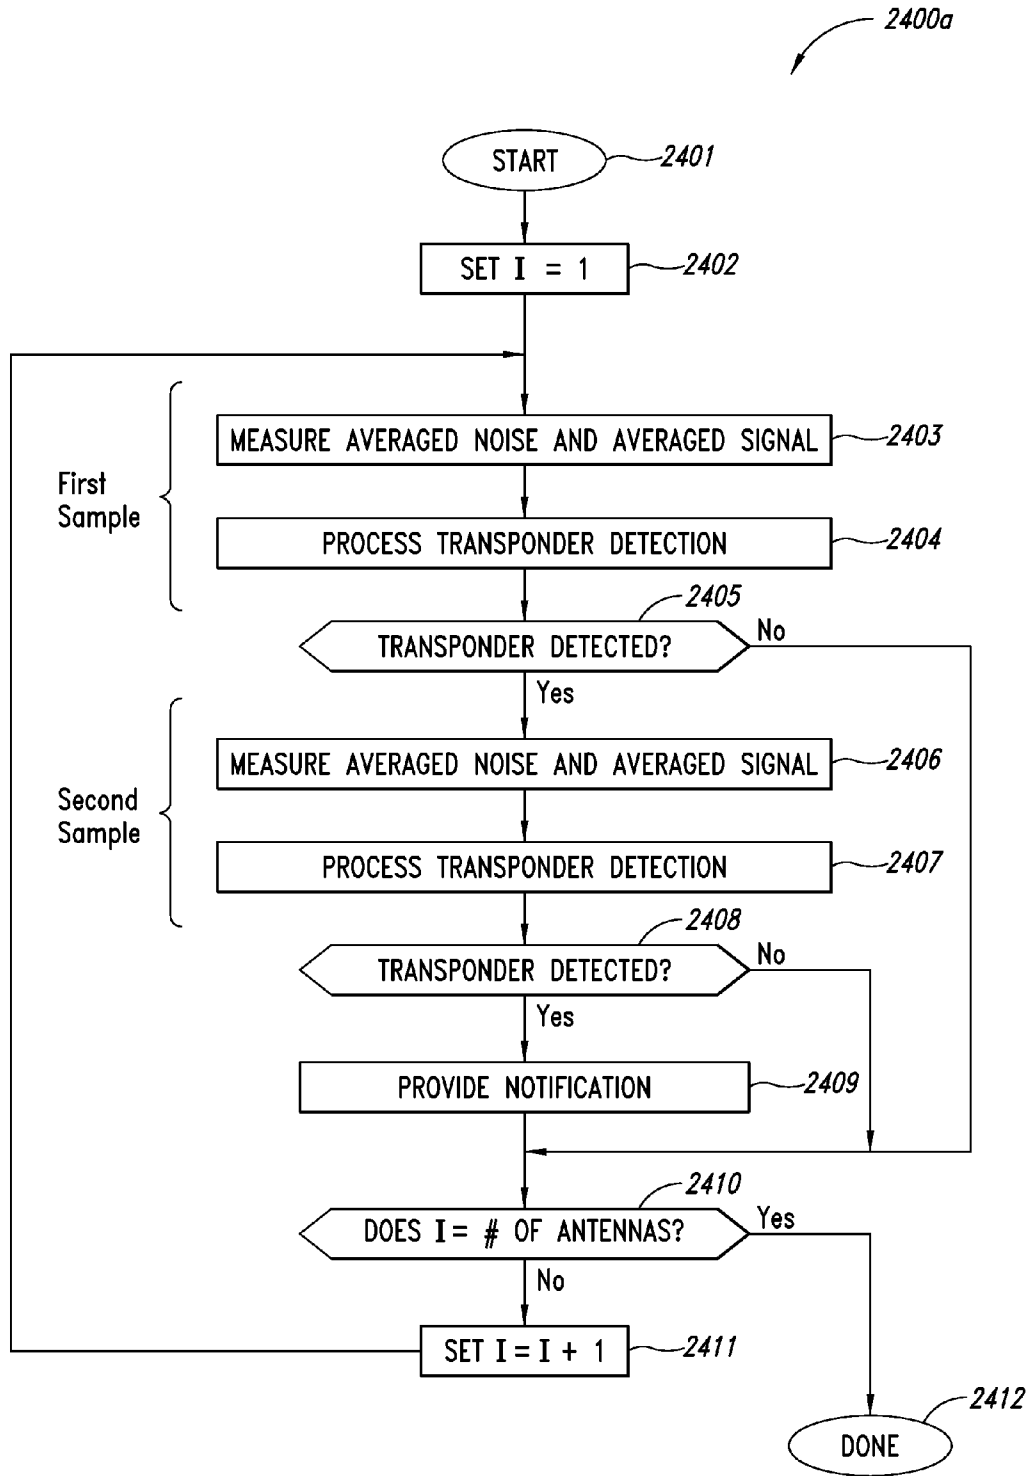 2400a
START
2401
SET I = 1
2402
MEASURE AVERAGED NOISE AND AVERAGED SIGNAL
2403
First
Sample
PROCESS TRANSPONDER DETECTION
2404
2405
TRANSPONDER DETECTED?
No
Yes
MEASURE AVERAGED NOISE AND AVERAGED SIGNAL
2406
Second
Sample
PROCESS TRANSPONDER DETECTION
2407
2408
TRANSPONDER DETECTED?
No
Yes
PROVIDE NOTIFICATION
2409
2410
DOES I = # OF ANTENNAS?
Yes
No
SET I = I + 1
2411
2412
DONE